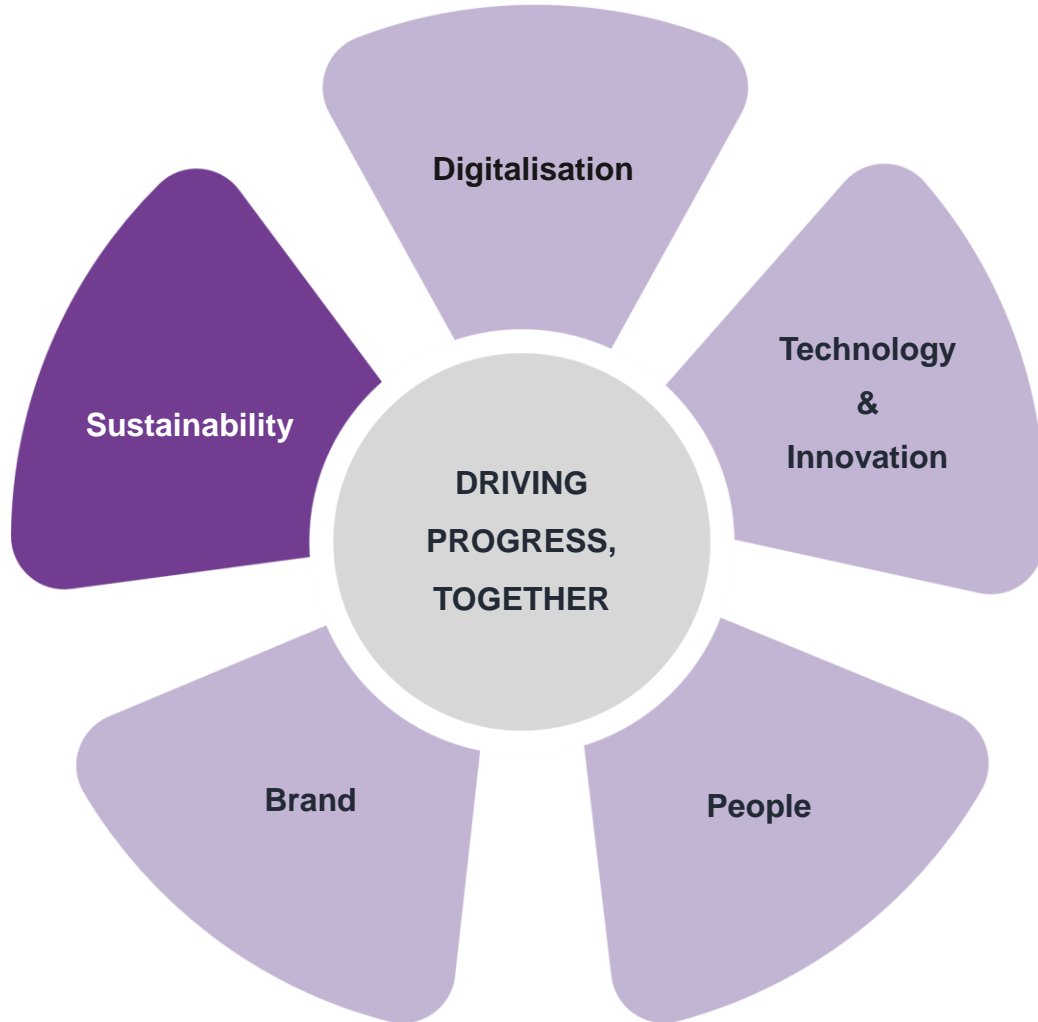 Digitalisation
Technology
&
Innovation
Sustainability
DRIVING
PROGRESS,
TOGETHER
Brand
People